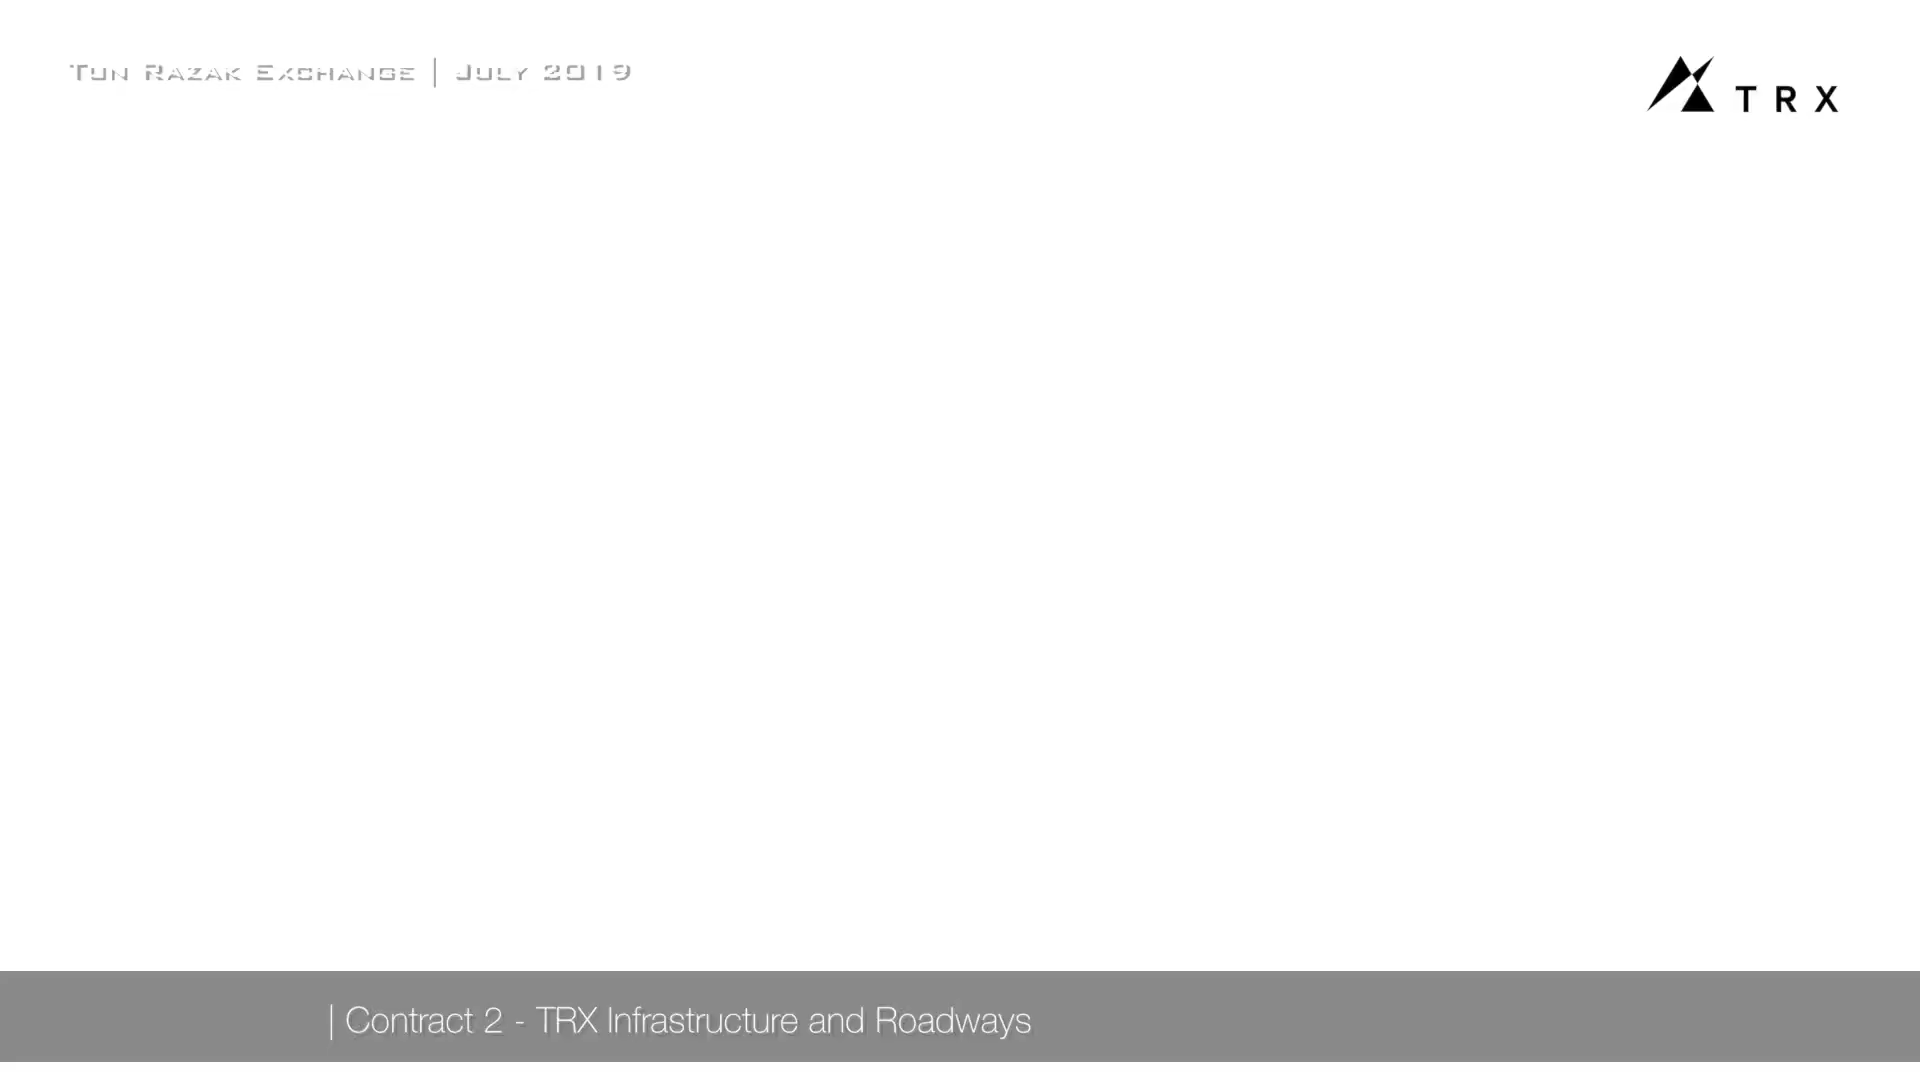 Tun Razak Exchange | July 2019
TRX
| Contract 2 - TRX Infrastructure and Roadways